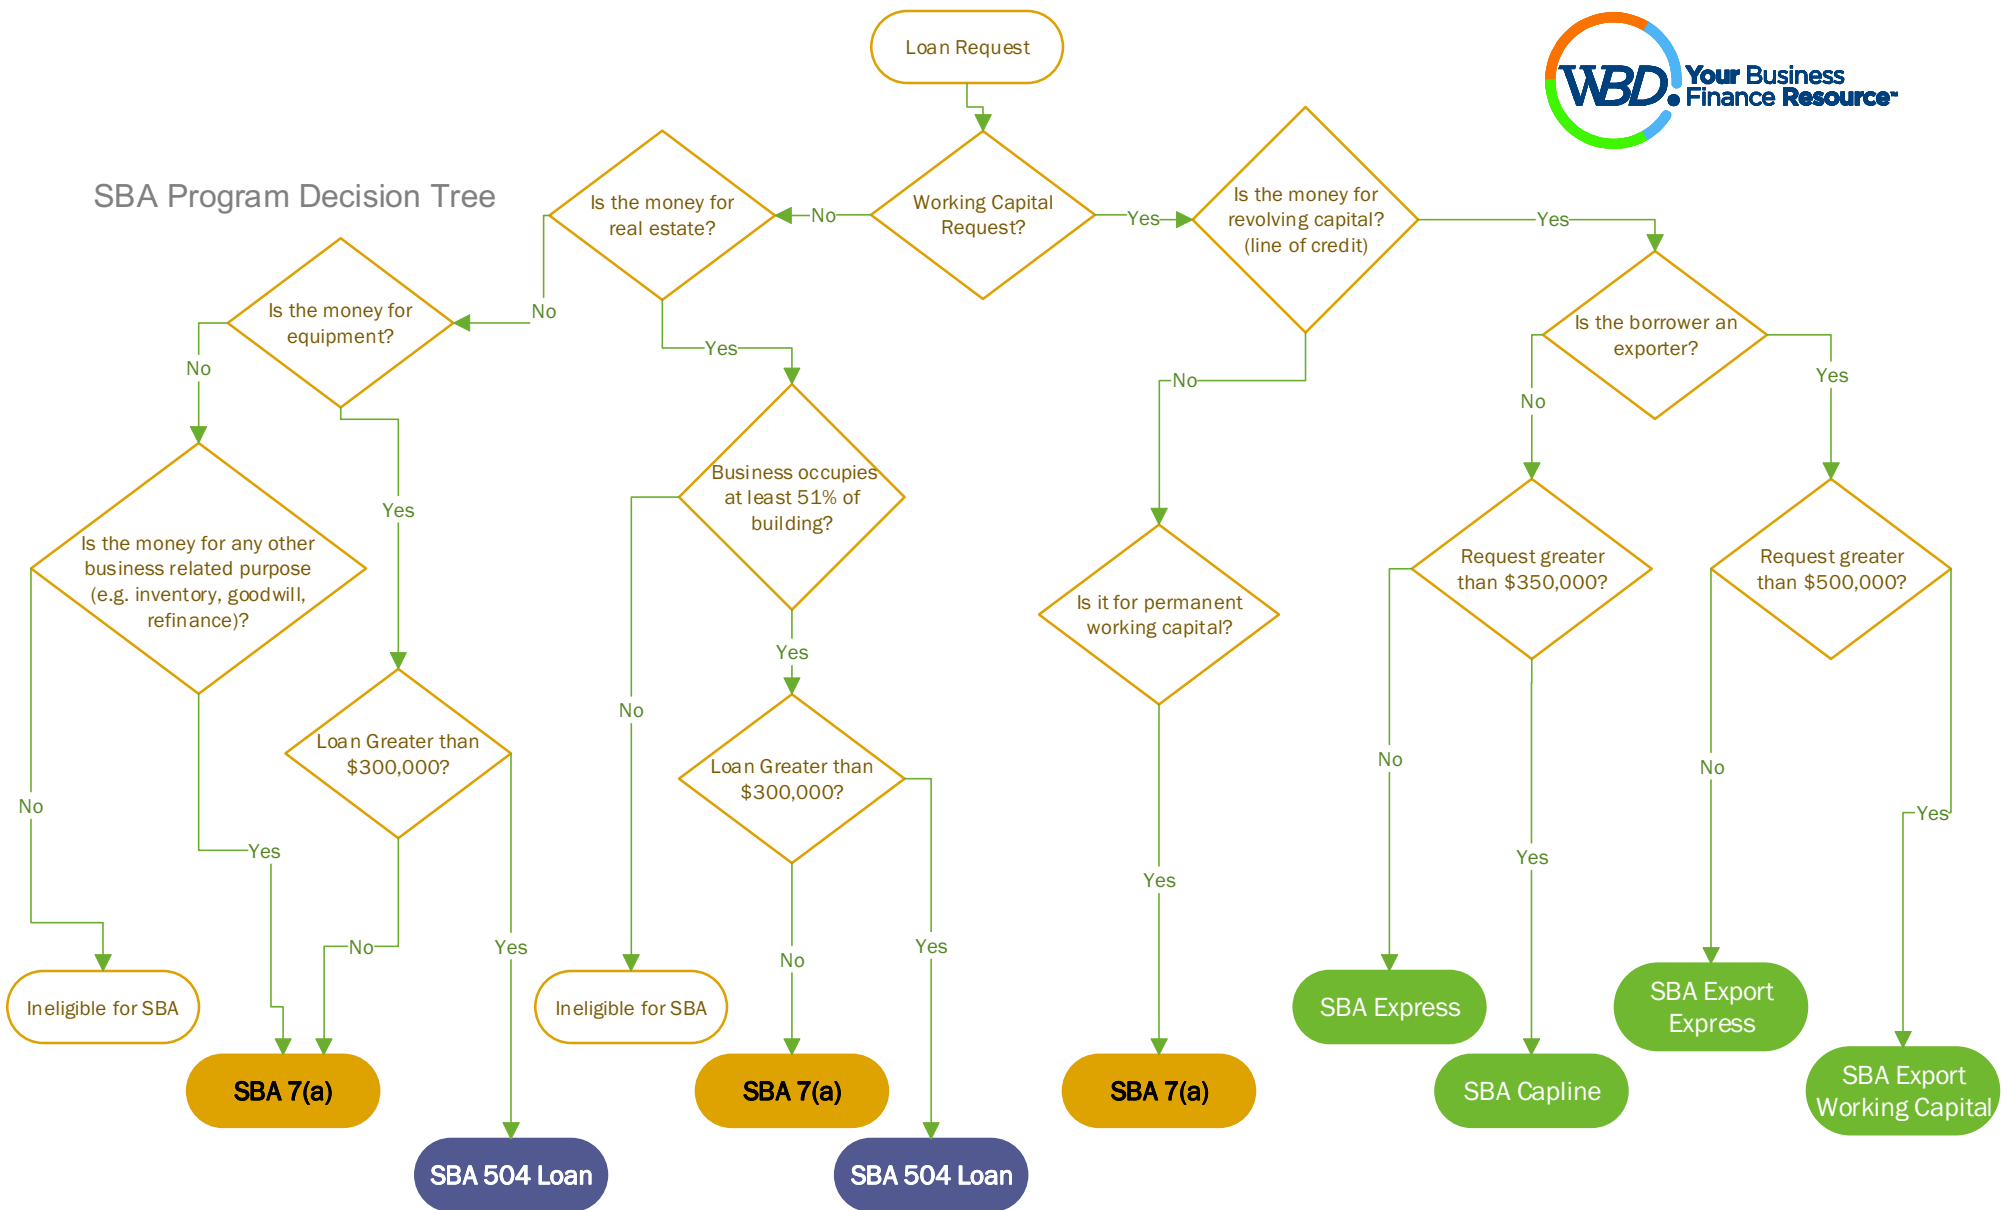 Loan Request
WBD.
Your Business
Finance Resource™
SBA Program Decision Tree
Is the money for
real estate?
No
Working Capital
Request?
Yes
Is the money for
revolving capital?
(line of credit)
Yes
Is the money for
equipment?
No
Is the borrower an
exporter?
No
Yes
No
Yes
No
Yes
Business occupies
at least 51% of
building?
Yes
Is the money for any other
business related purpose
(e.g. inventory, goodwill,
refinance)?
Is it for permanent
working capital?
Request greater
than $350,000?
Request greater
than $500,000?
Yes
No
Loan Greater than
$300,000?
Loan Greater than
$300,000?
No
No
No
Yes
Yes
Yes
Yes
No
Yes
No
Yes
Ineligible for SBA
Ineligible for SBA
SBA Express
SBA Export
Express
SBA 7(a)
SBA 7(a)
SBA 7(a)
SBA Capline
SBA Export
Working Capital
SBA 504 Loan
SBA 504 Loan